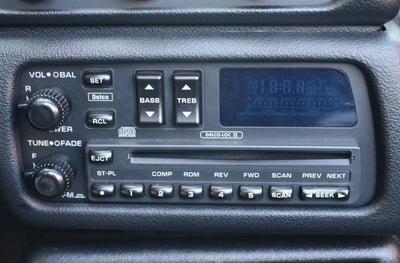 VOL BAL
SET
R
Delco
BASS
TREB
RCL
DELCO-LOC II
TUNE FADE
F
EJCT
ST-PL
COMP RDM REV FWD SCAN PREV NEXT
1 2 3 4 5 SCAN SEEK